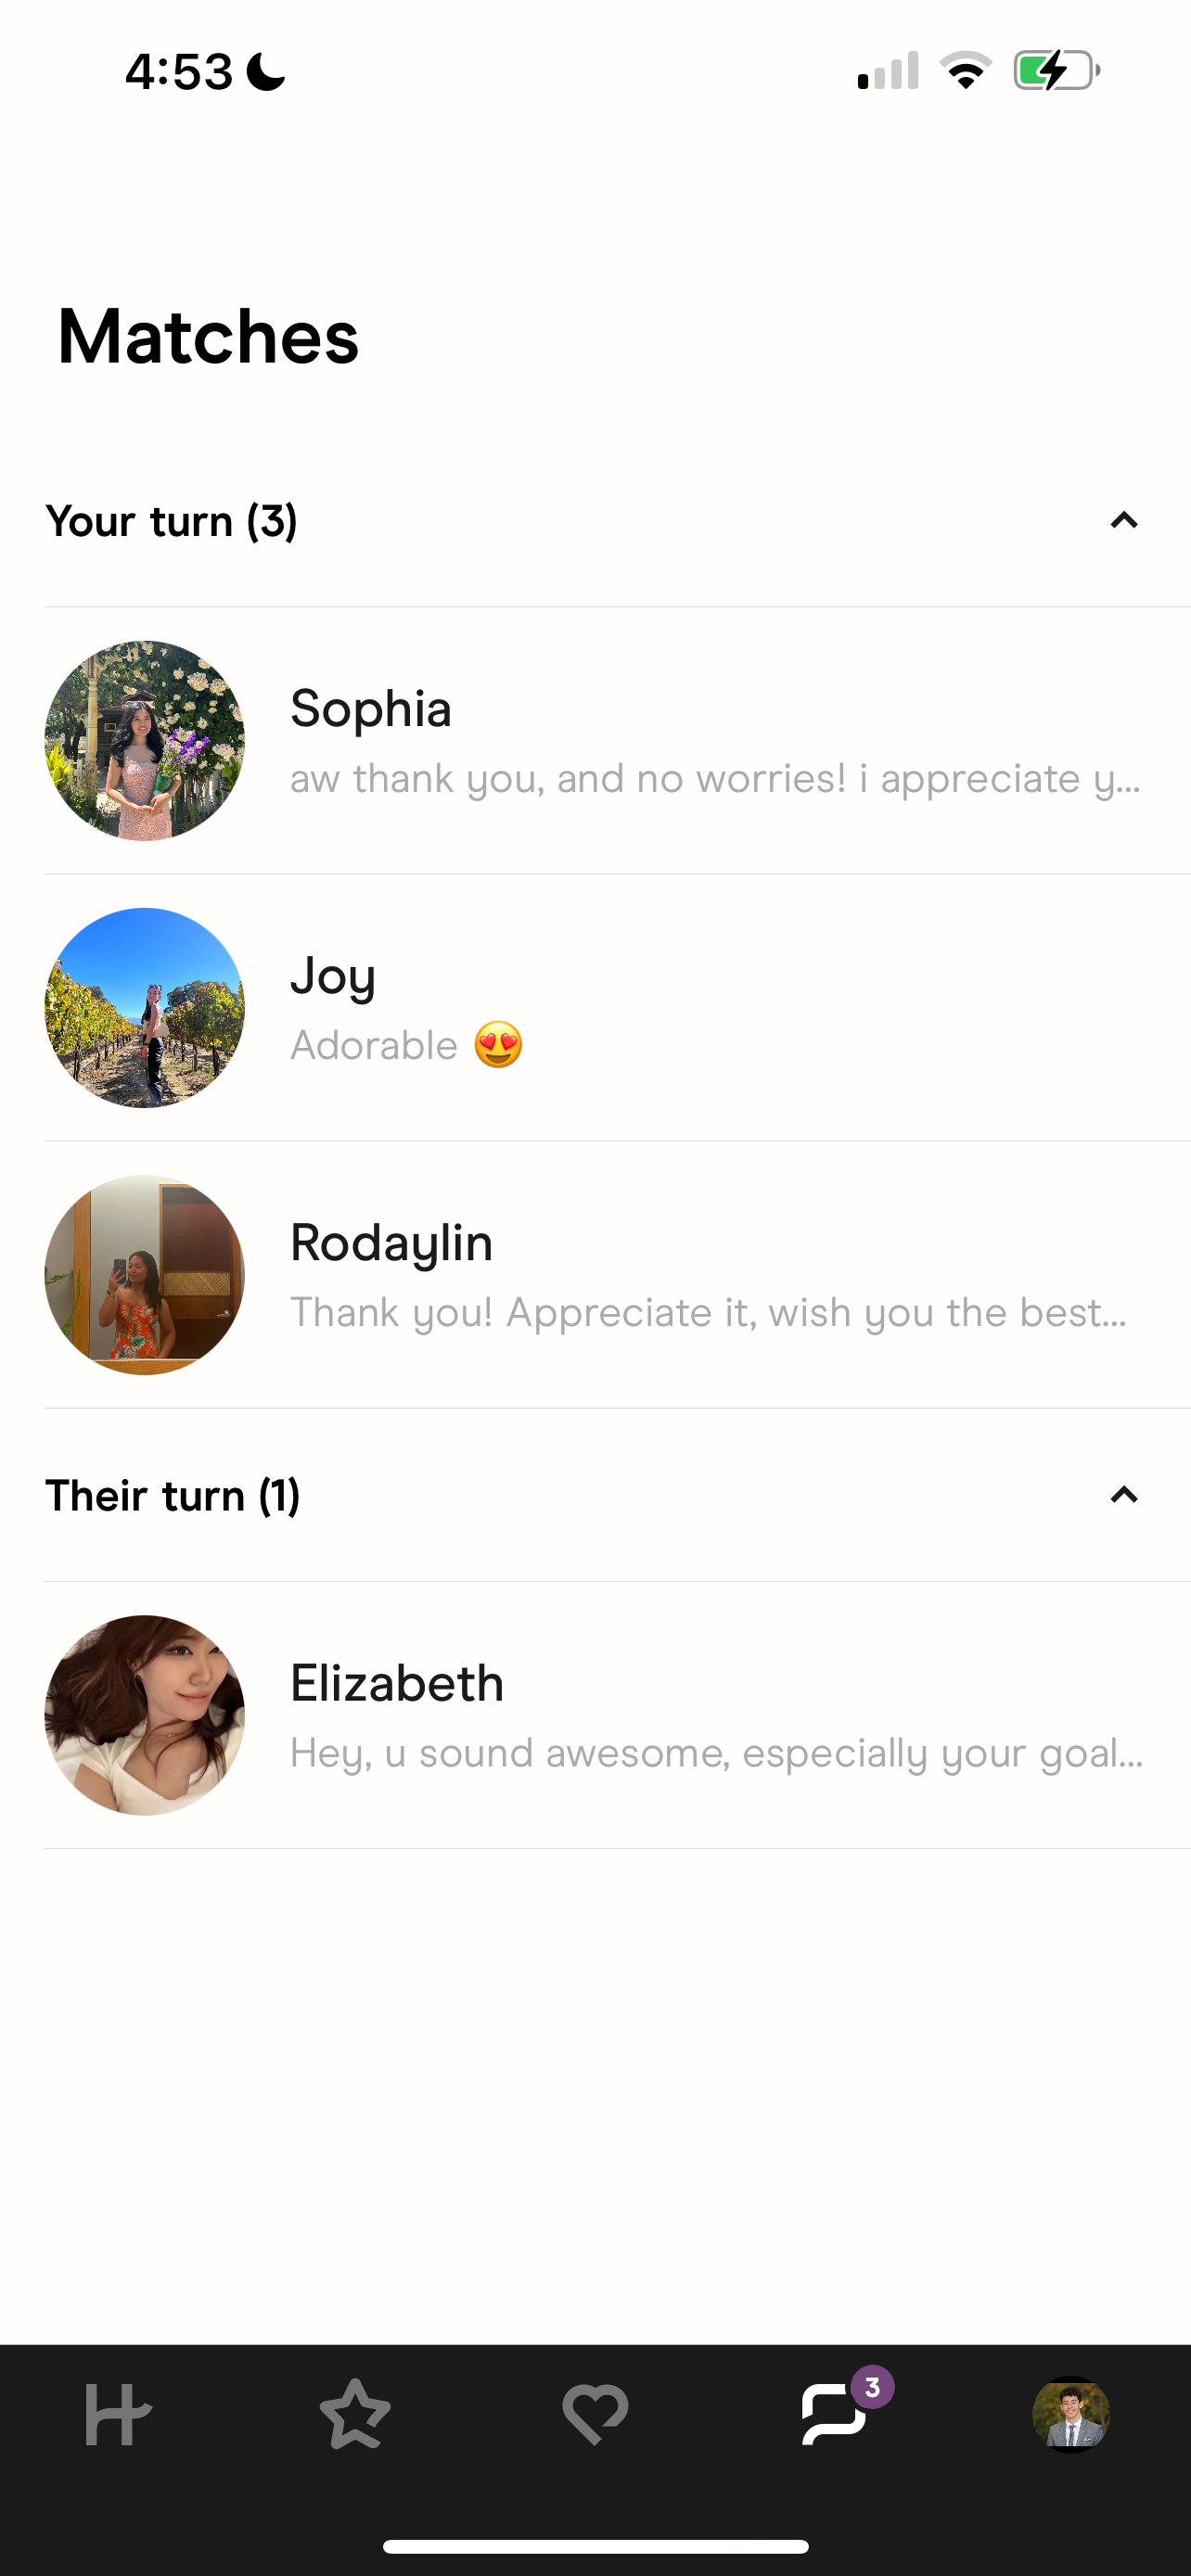 4:53
Matches
Your turn (3)
Sophia
aw thank you, and no worries! i appreciate y...
Joy
Adorable 😍
Rodaylin
Thank you! Appreciate it, wish you the best...
Their turn (1)
Elizabeth
Hey, u sound awesome, especially your goal...
3